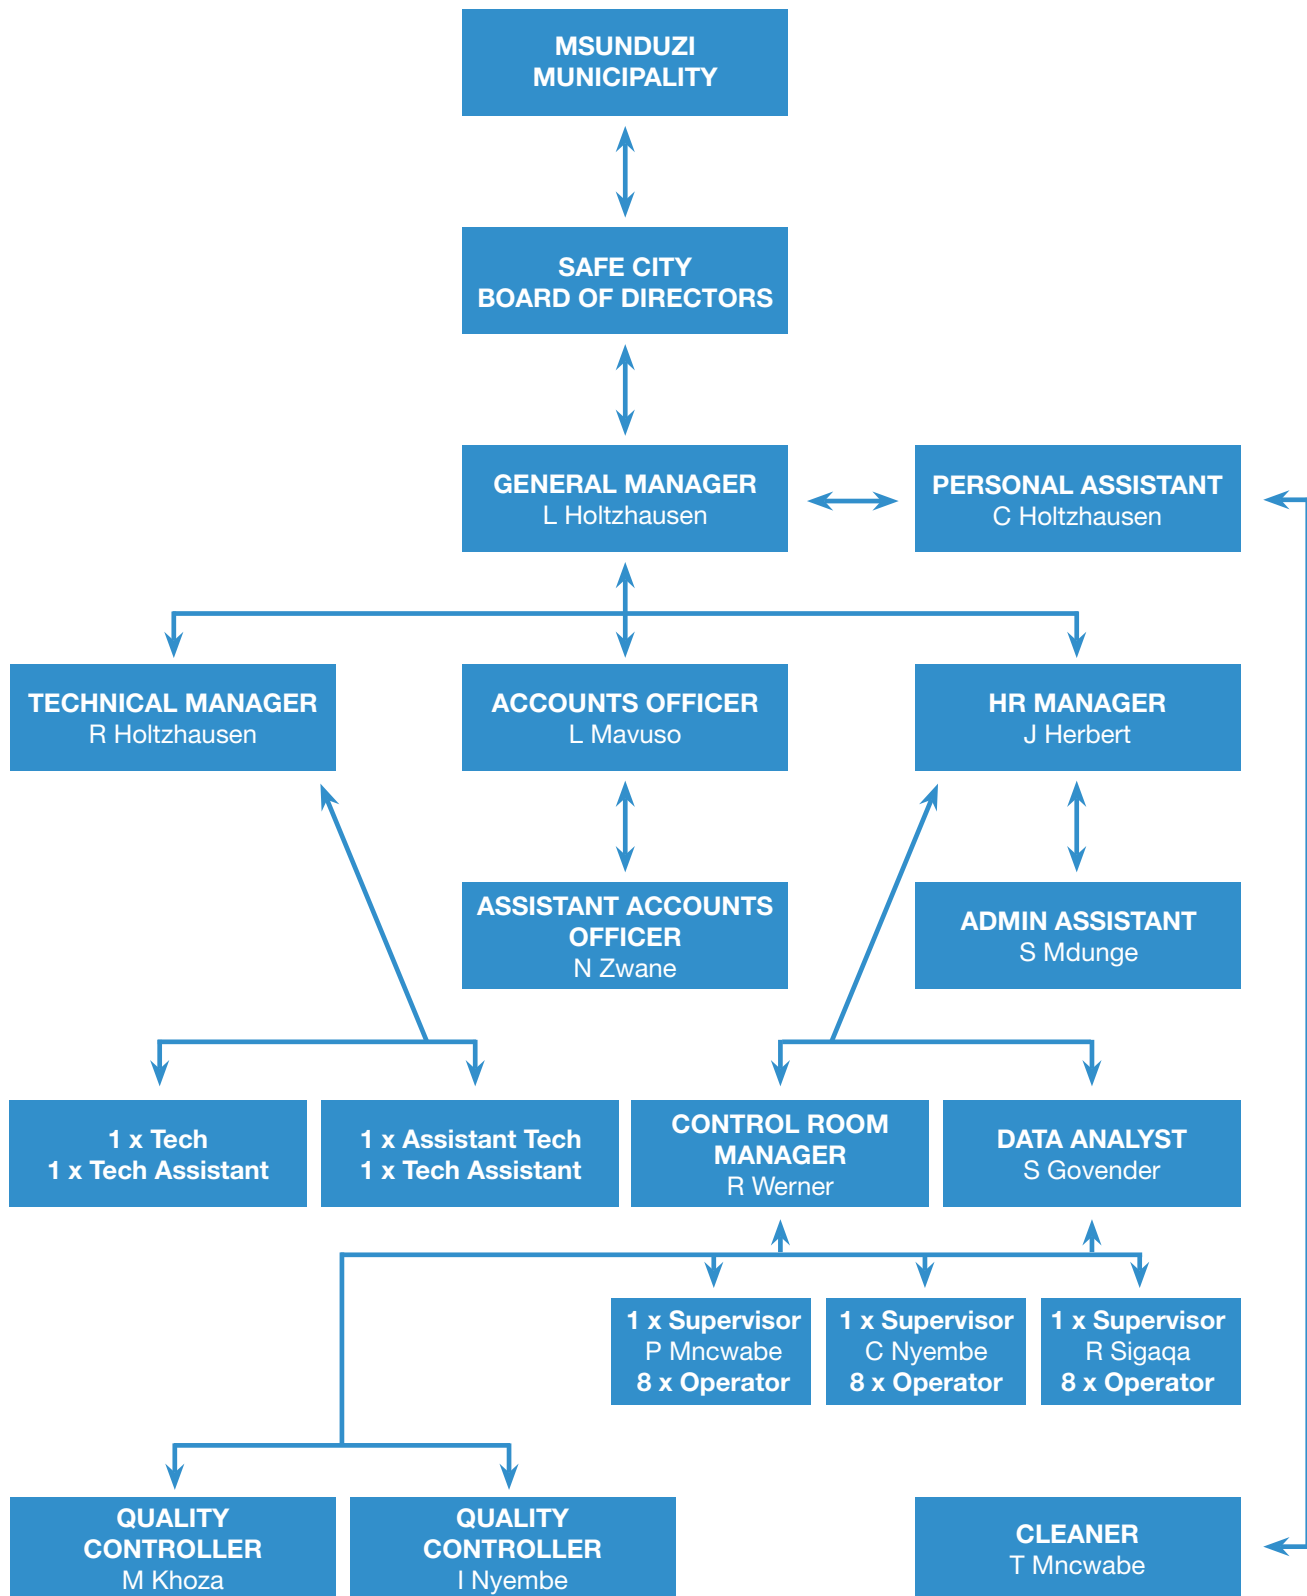 MSUNDUZI
MUNICIPALITY
SAFE CITY
BOARD OF DIRECTORS
GENERAL MANAGER
L Holtzhausen
PERSONAL ASSISTANT
C Holtzhausen
TECHNICAL MANAGER
R Holtzhausen
ACCOUNTS OFFICER
L Mavuso
HR MANAGER
J Herbert
ASSISTANT ACCOUNTS
OFFICER
N Zwane
ADMIN ASSISTANT
S Mdunge
1 x Tech
1 x Tech Assistant
1 x Assistant Tech
1 x Tech Assistant
CONTROL ROOM
MANAGER
R Werner
DATA ANALYST
S Govender
1 x Supervisor
P Mncwabe
8 x Operator
1 x Supervisor
C Nyembe
8 x Operator
1 x Supervisor
R Sigaqa
8 x Operator
QUALITY
CONTROLLER
M Khoza
QUALITY
CONTROLLER
I Nyembe
CLEANER
T Mncwabe